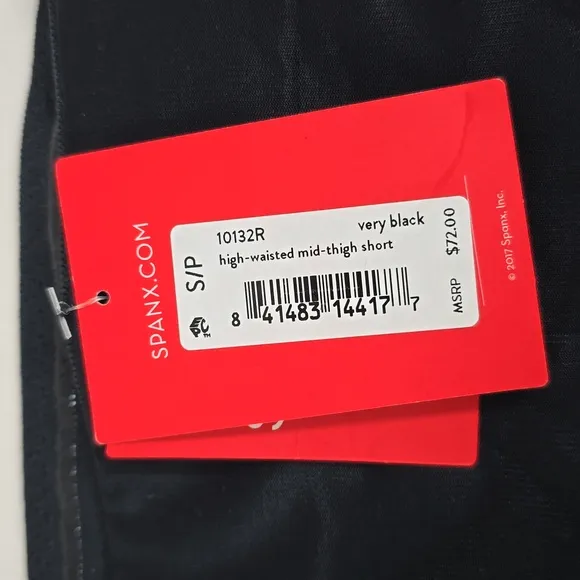 SPANX.COM
S/P
10132R
very black
high-waisted mid-thigh short
8 41483 14417 7
MSRP $72.00
© 2017 Spanx, Inc.